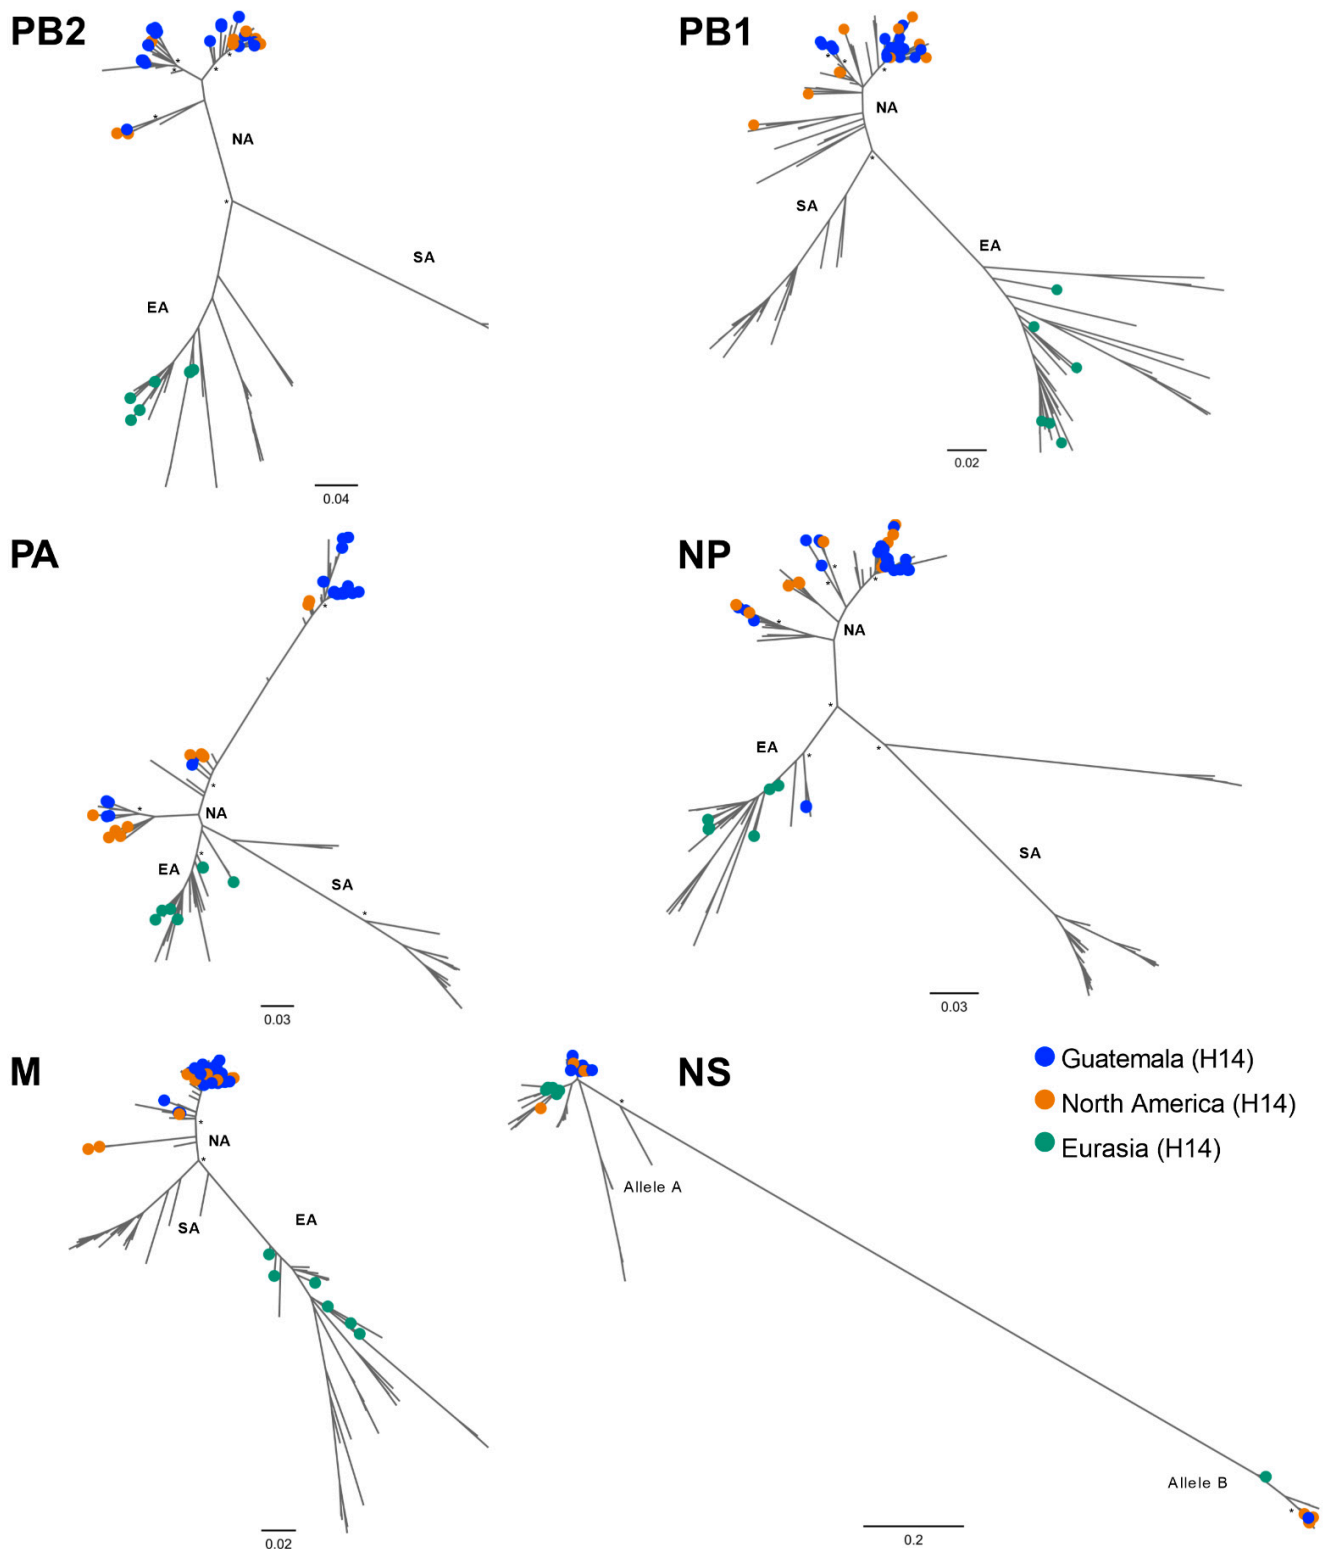 PB2
NA
SA
EA
0.04
PB1
NA
SA
EA
0.02
PA
NA
EA
SA
0.03
NP
NA
EA
SA
0.03
M
NA
SA
EA
0.02
NS
Guatemala (H14)
North America (H14)
Eurasia (H14)
Allele A
Allele B
0.2